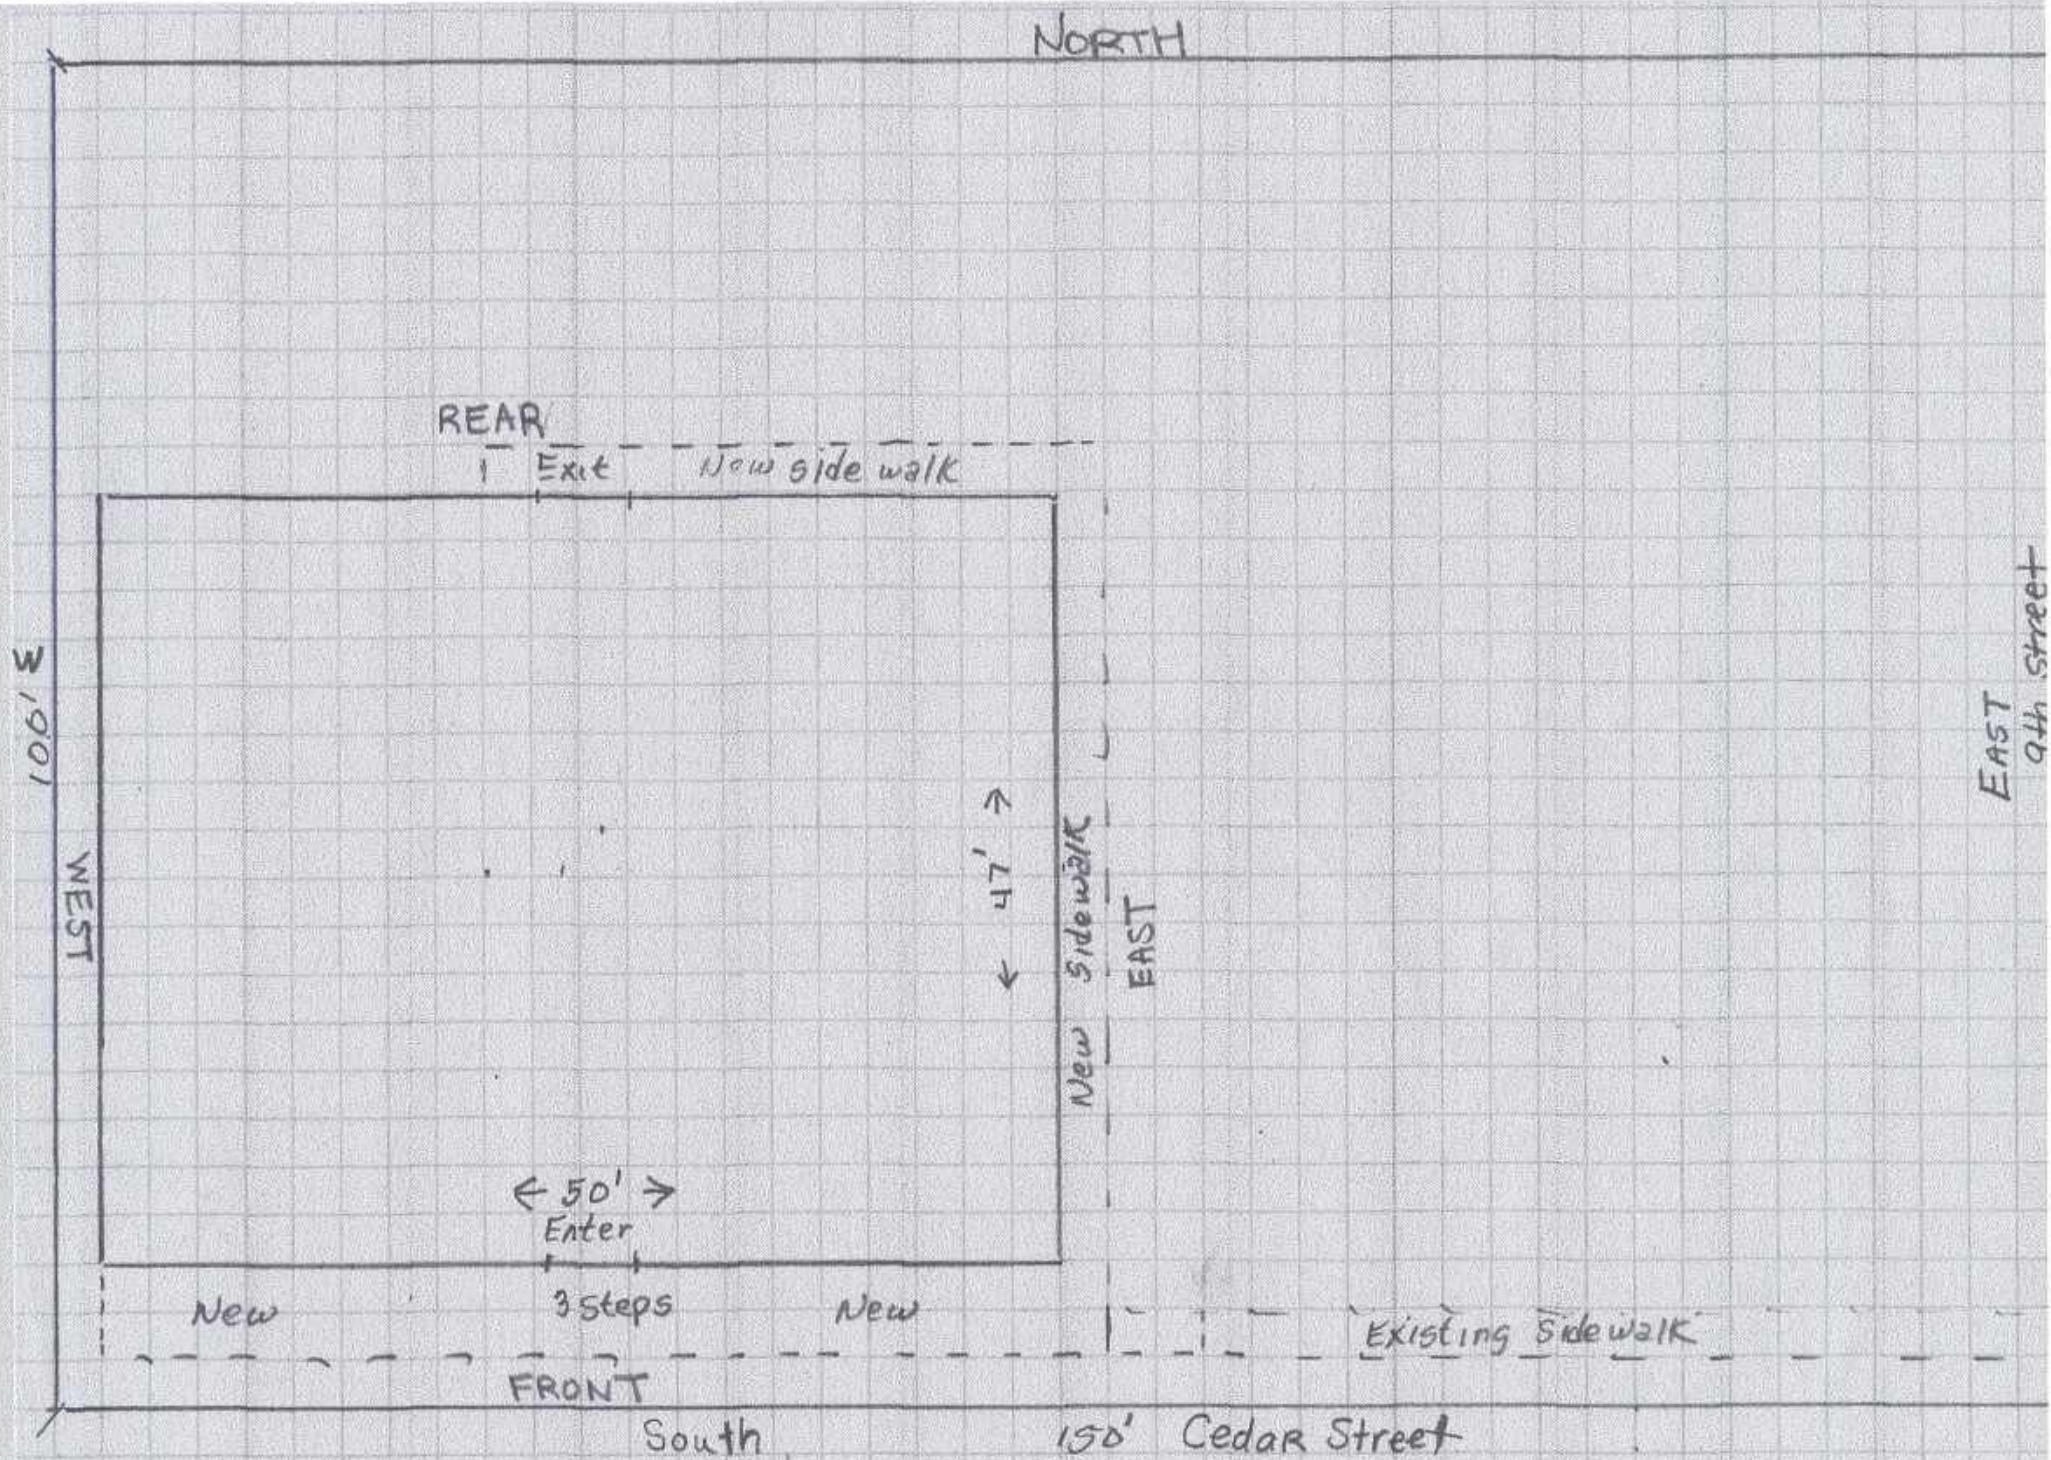 NORTH
REAR
Exit New side walk
100' W
WEST
47'
New Sidewalk
EAST
EAST
9th Street
50'
Enter
New 3 steps New
Existing Sidewalk
FRONT
South 150' Cedar Street